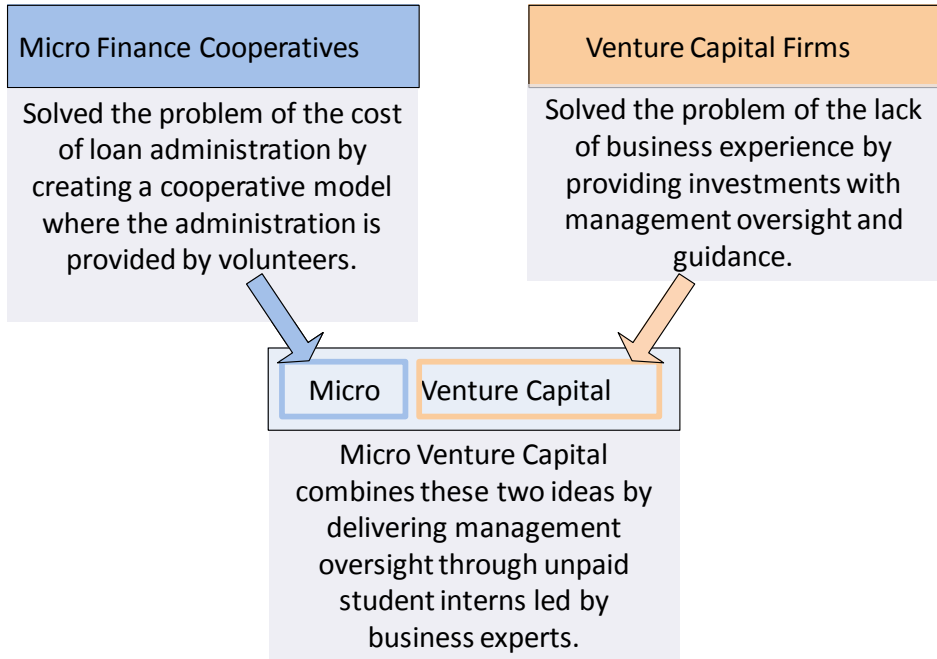 Micro Finance Cooperatives
Solved the problem of the cost
of loan administration by
creating a cooperative model
where the administration is
provided by volunteers.
Venture Capital Firms
Solved the problem of the lack
of business experience by
providing investments with
management oversight and
guidance.
Micro Venture Capital
Micro Venture Capital
combines these two ideas by
delivering management
oversight through unpaid
student interns led by
business experts.